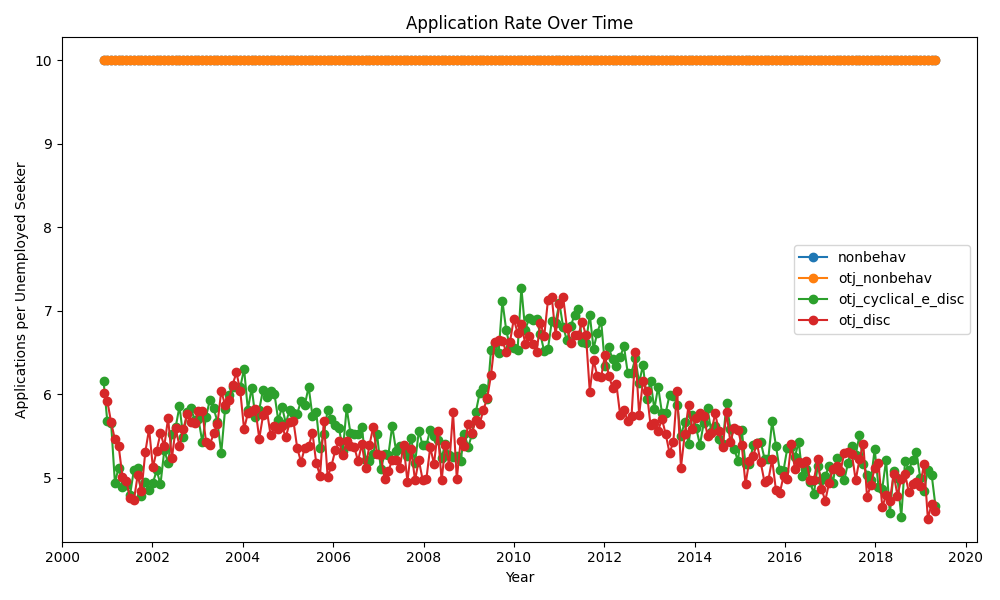 Application Rate Over Time
Applications per Unemployed Seeker
10
9
8
7
6
5
nonbehav
otj_nonbehav
otj_cyclical_e_disc
otj_disc
2000 2002 2004 2006 2008 2010 2012 2014 2016 2018 2020
Year